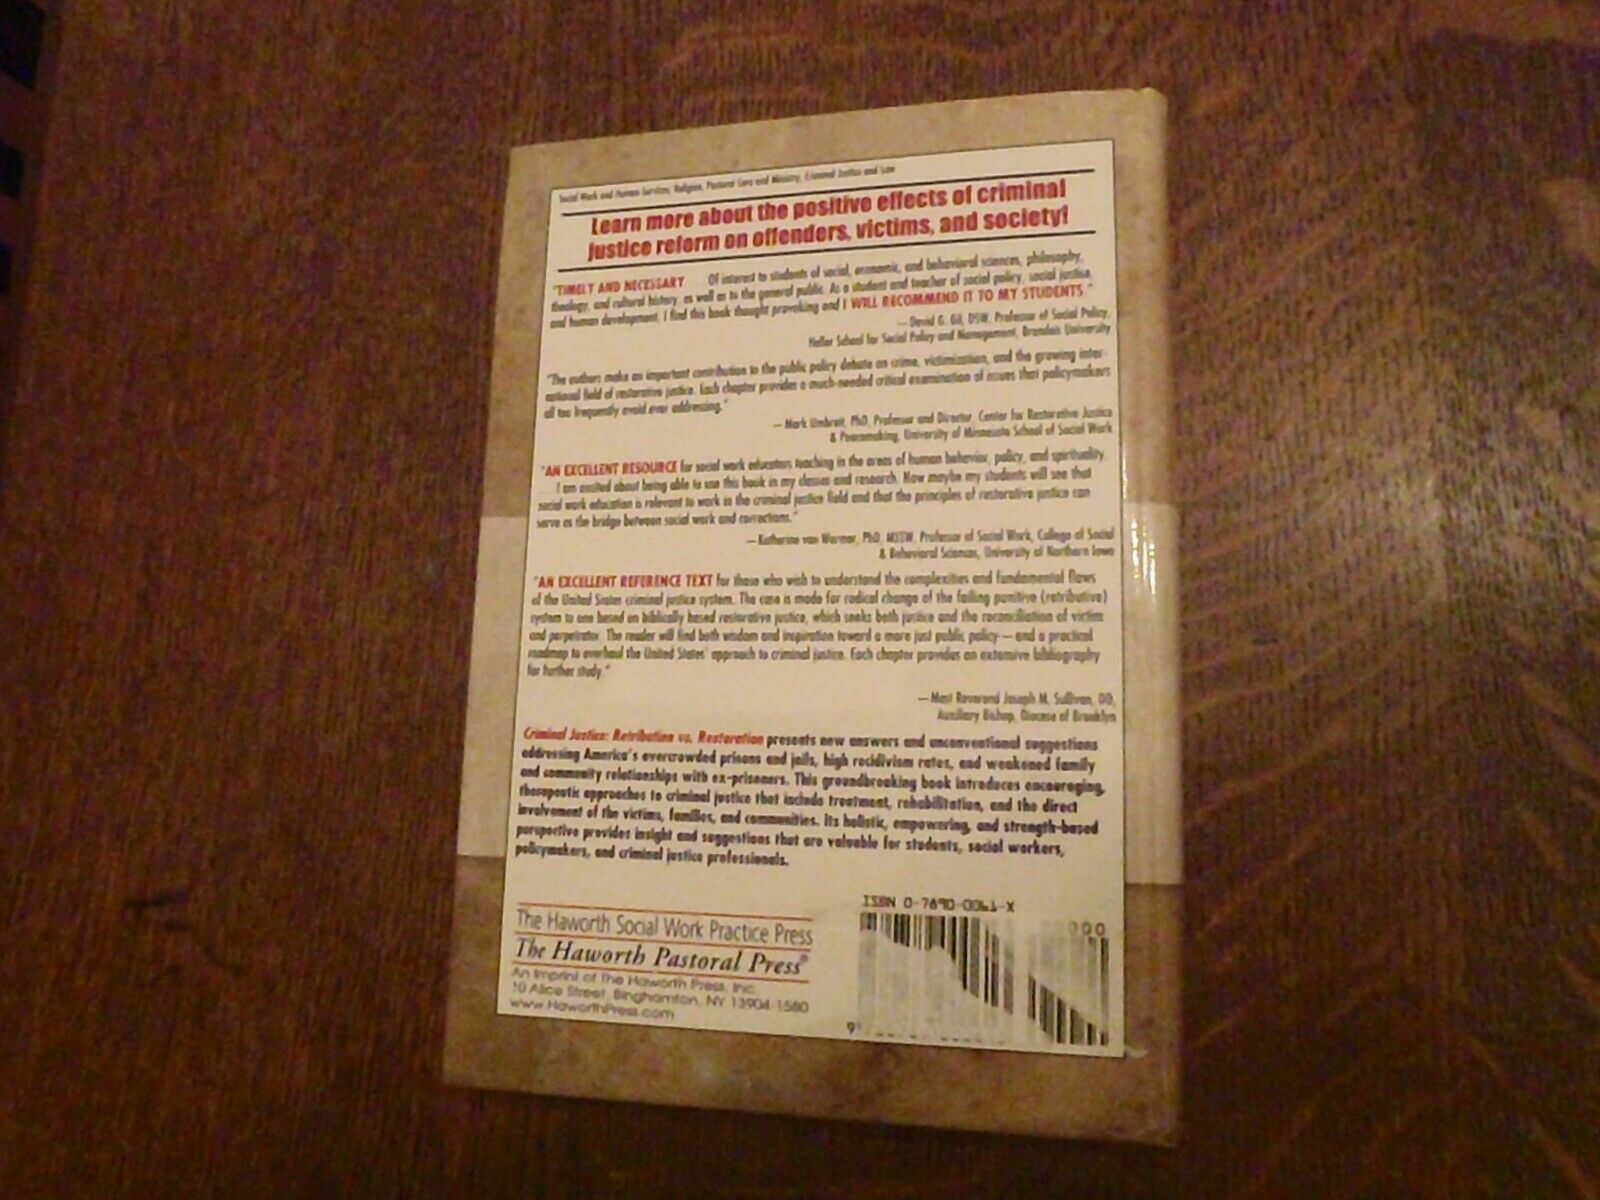 Social Work and Human Services; Religion, Pastoral Care and Ministry, Criminal Justice and Law
Learn more about the positive effects of criminal
justice reform on offenders, victims, and society!
"TIMELY AND NECESSARY Of interest to students of social, economic, and behavioral sciences, philosophy,
theology, and cultural history, as well as to the general public. As a student and teacher of social policy, social justice,
and human development, I find this book thought provoking and I WILL RECOMMEND IT TO MY STUDENTS."
—David G. Gil, DSW, Professor of Social Policy,
Heller School for Social Policy and Management, Brandeis University
"The authors make an important contribution to the public policy debate on crime, victimization, and the growing inter-
national field of restorative justice. Each chapter provides a much-needed critical examination of issues that policymakers
all too frequently avoid ever addressing."
—Mark Umbreit, PhD, Professor and Director, Center for Restorative Justice
& Peacemaking, University of Minnesota School of Social Work
"AN EXCELLENT RESOURCE for social work educators teaching in the areas of human behavior, policy, and spirituality.
. . . I am excited about being able to use this book in my classes and research. Now maybe my students will see that
social work education is relevant to work in the criminal justice field and that the principles of restorative justice can
serve as the bridge between social work and corrections."
—Katherine van Wormer, PhD, MSSW, Professor of Social Work, College of Social
& Behavioral Sciences, University of Northern Iowa
"AN EXCELLENT REFERENCE TEXT for those who wish to understand the complexities and fundamental flaws
of the United States criminal justice system. The case is made for radical change of the failing punitive (retributive)
system to one based on biblically based restorative justice, which seeks both justice and the reconciliation of victim
and perpetrator. The reader will find both wisdom and inspiration toward a more just public policy—and a practical
roadmap to overhaul the United States' approach to criminal justice. Each chapter provides an extensive bibliography
for further study."
—Most Reverend Joseph M. Sullivan, DD,
Auxiliary Bishop, Diocese of Brooklyn
Criminal Justice: Retribution vs. Restoration presents new answers and unconventional suggestions
addressing America's overcrowded prisons and jails, high recidivism rates, and weakened family
and community relationships with ex-prisoners. This groundbreaking book introduces encouraging,
therapeutic approaches to criminal justice that include treatment, rehabilitation, and the direct
involvement of the victims, families, and communities. Its holistic, empowering, and strength-based
perspective provides insight and suggestions that are valuable for students, social workers,
policymakers, and criminal justice professionals.
The Haworth Social Work Practice Press
The Haworth Pastoral Press®
An Imprint of The Haworth Press, Inc.
10 Alice Street, Binghamton, NY 13904-1580
www.HaworthPress.com
ISBN 0-7890-0061-X
000
9